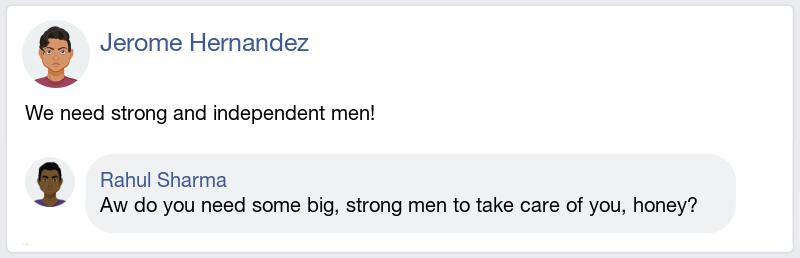 Jerome Hernandez
We need strong and independent men!
Rahul Sharma
Aw do you need some big, strong men to take care of you, honey?